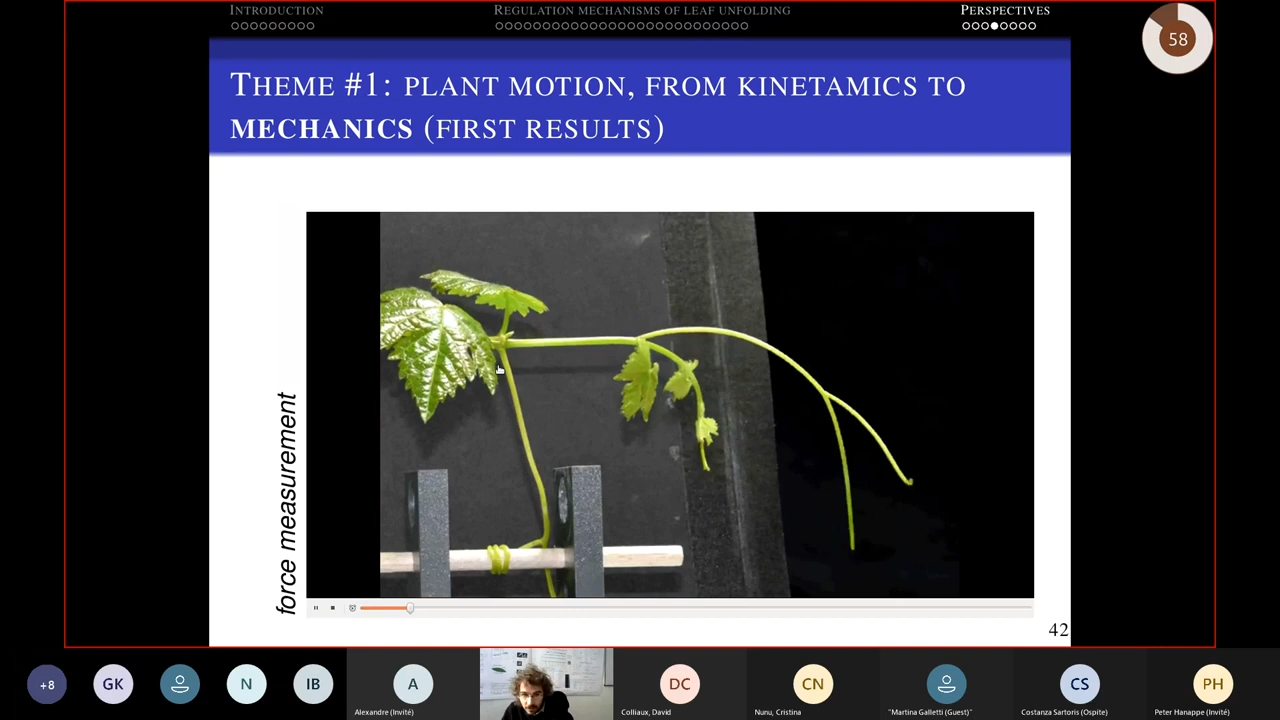 INTRODUCTION
REGULATION MECHANISMS OF LEAF UNFOLDING
PERSPECTIVES
58
THEME #1: PLANT MOTION, FROM KINETAMICS TO
MECHANICS (FIRST RESULTS)
force measurement
42
+8
GK
N
IB
A
DC
CN
CS
PH
Alexandre (Invité)
Colliaux, David
Nunu, Cristina
"Martina Galletti (Guest)"
Costanza Sartoris (Ospite)
Peter Hanappe (Invité)